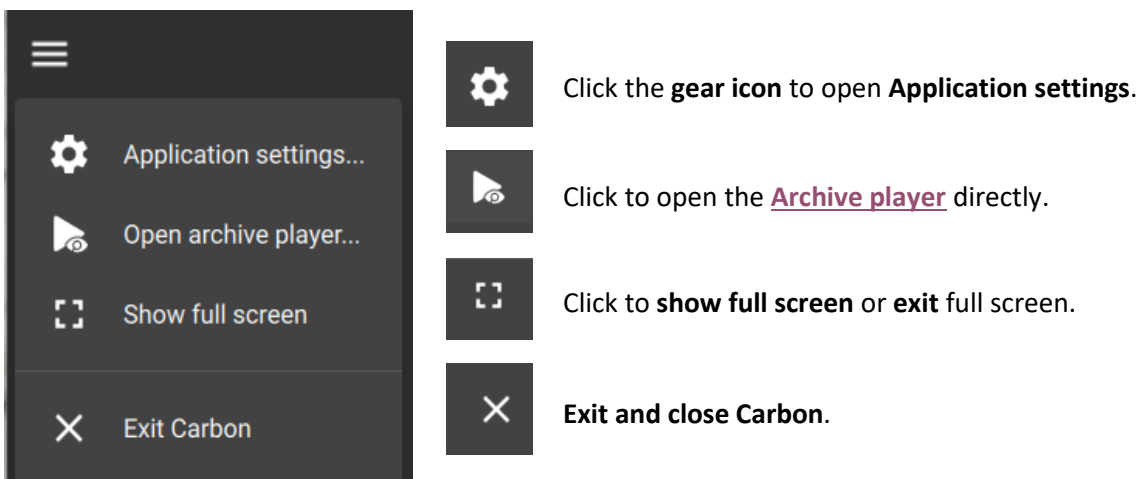 Application settings...
Open archive player...
Show full screen
Exit Carbon
Click the gear icon to open Application settings.
Click to open the Archive player directly.
Click to show full screen or exit full screen.
Exit and close Carbon.